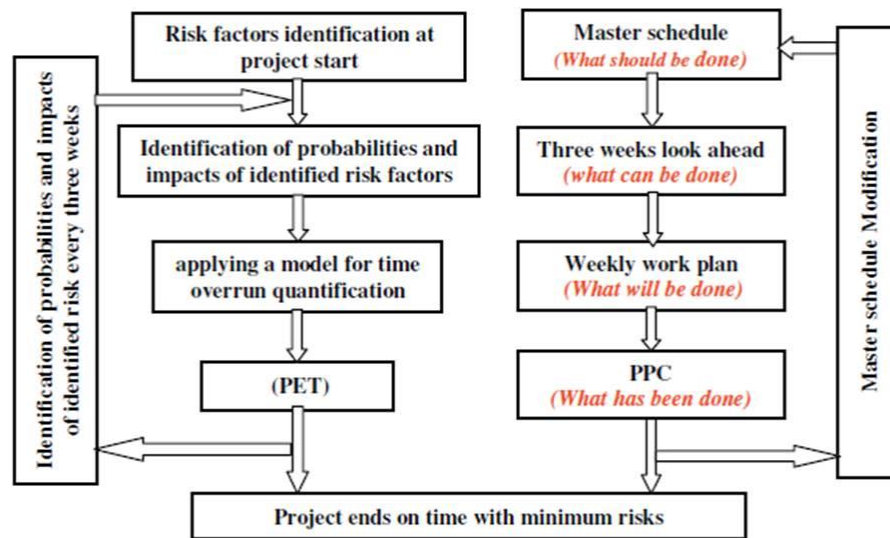 Risk factors identification at
project start
Identification of probabilities and
impacts of identified risk factors
applying a model for time
overrun quantification
(PET)
Identification of probabilities and impacts
of identified risk every three weeks
Master schedule
(What should be done)
Three weeks look ahead
(what can be done)
Weekly work plan
(What will be done)
PPC
(What has been done)
Master schedule Modification
Project ends on time with minimum risks